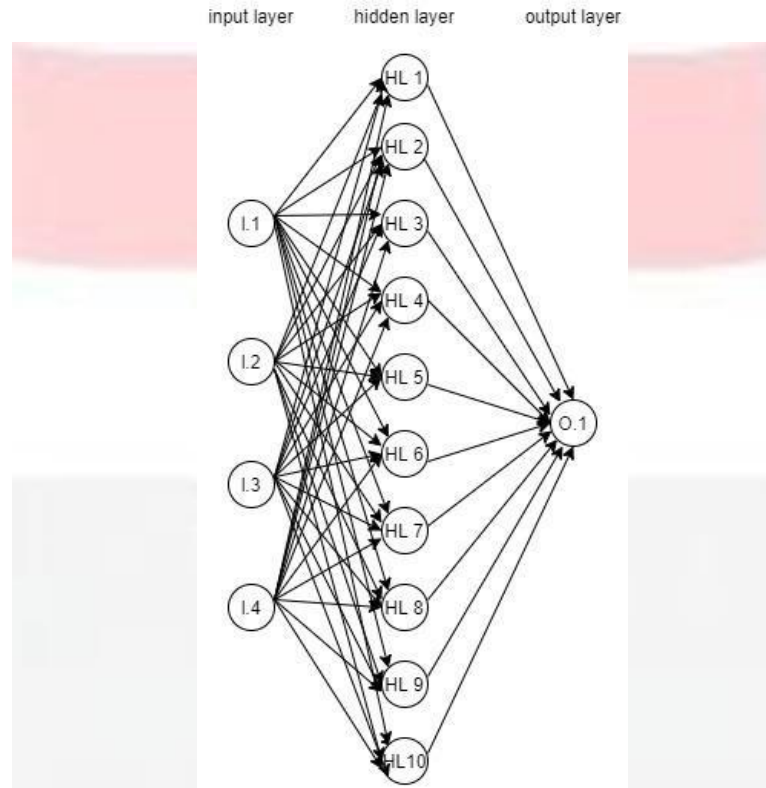 input layer hidden layer output layer
HL 1
HL 2
I.1 HL 3
HL 4
I.2 HL 5
O.1
HL 6
I.3 HL 7
I.4 HL 8
HL 9
HL10